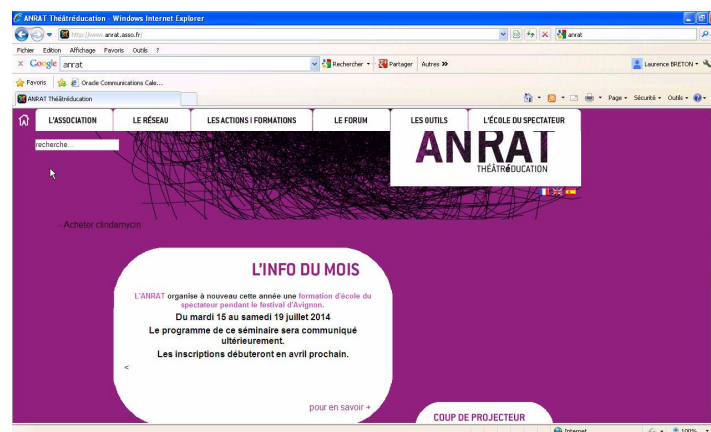 ANRAT Théâtréducation - Windows Internet Explorer
http://www.anrat.asso.fr/
anrat
Fichier Edition Affichage Favoris Outils ?
Google anrat Rechercher Partager Autres » Laurence BRETON
Favoris Oracle Communications Cale...
ANRAT Théâtréducation Page Sécurité Outils
L'ASSOCIATION LE RÉSEAU LES ACTIONS I FORMATIONS LE FORUM LES OUTILS L'ÉCOLE DU SPECTATEUR
recherche...
ANRAT
THÉÂTRéDUCATION
- Acheter clindamycin
L'INFO DU MOIS
L'ANRAT organise à nouveau cette année une formation d'école du
spectateur pendant le festival d'Avignon.
Du mardi 15 au samedi 19 juillet 2014
Le programme de ce séminaire sera communiqué
ultérieurement.
Les inscriptions débuteront en avril prochain.
<
pour en savoir +
COUP DE PROJECTEUR
Internet 100%